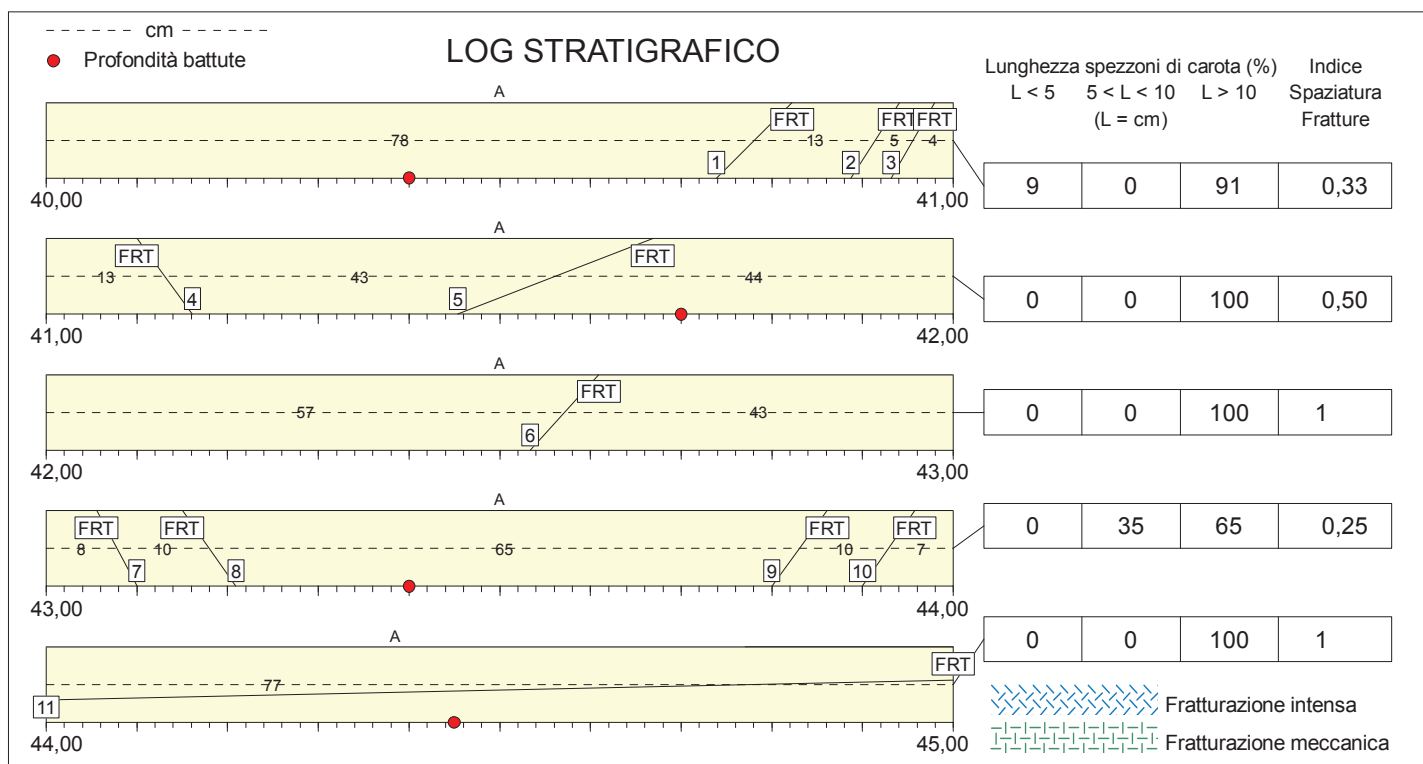 cm
Profondità battute
LOG STRATIGRAFICO
Lunghezza spezzoni di carota (%)
L < 5
5 < L < 10
L > 10
(L = cm)
Indice
Spaziatura
Fratture
A
FRT
FRT
FRT
78
13
5
4
1
2
3
40,00
41,00
9
0
91
0,33
A
FRT
FRT
13
43
44
4
5
41,00
42,00
0
0
100
0,50
A
FRT
57
43
6
42,00
43,00
0
0
100
1
A
FRT
FRT
FRT
FRT
8
10
65
10
7
7
8
9
10
43,00
44,00
0
35
65
0,25
A
FRT
77
11
44,00
45,00
0
0
100
1
Fratturazione intensa
Fratturazione meccanica